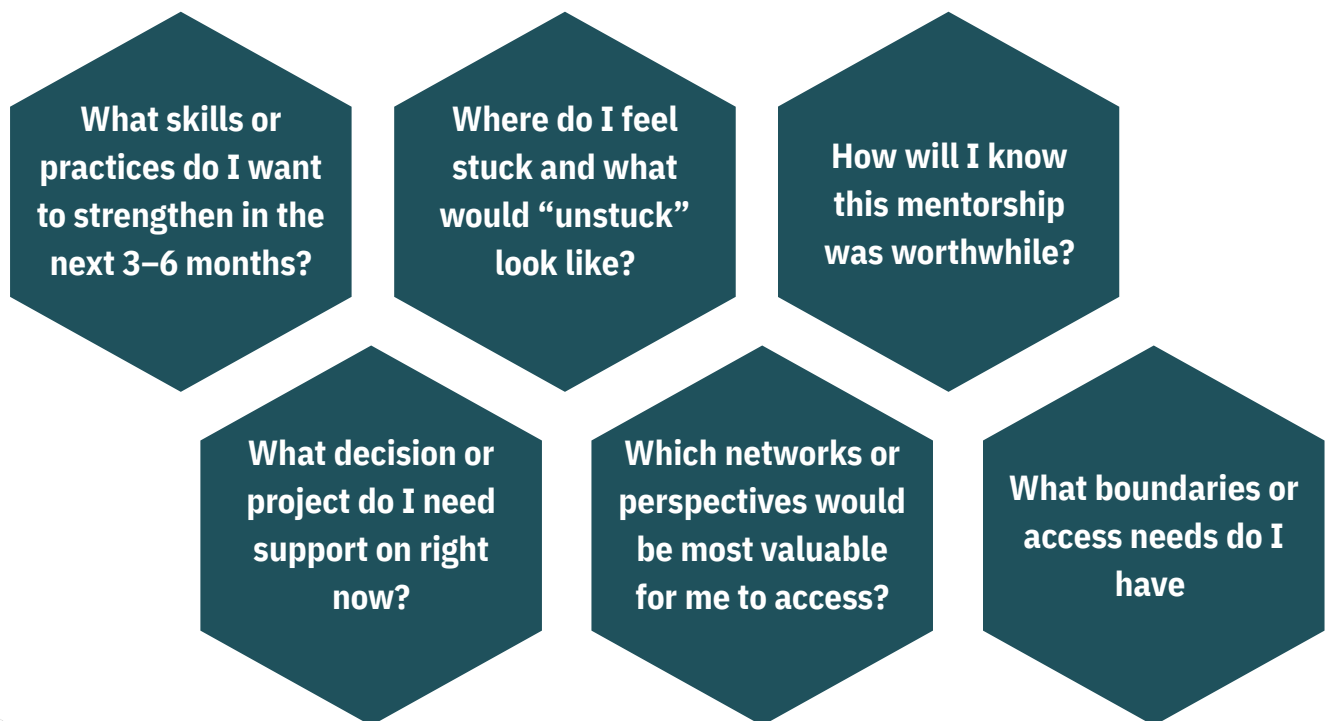 What skills or
practices do I want
to strengthen in the
next 3–6 months?
Where do I feel
stuck and what
would “unstuck”
look like?
How will I know
this mentorship
was worthwhile?
What decision or
project do I need
support on right
now?
Which networks or
perspectives would
be most valuable
for me to access?
What boundaries or
access needs do I
have